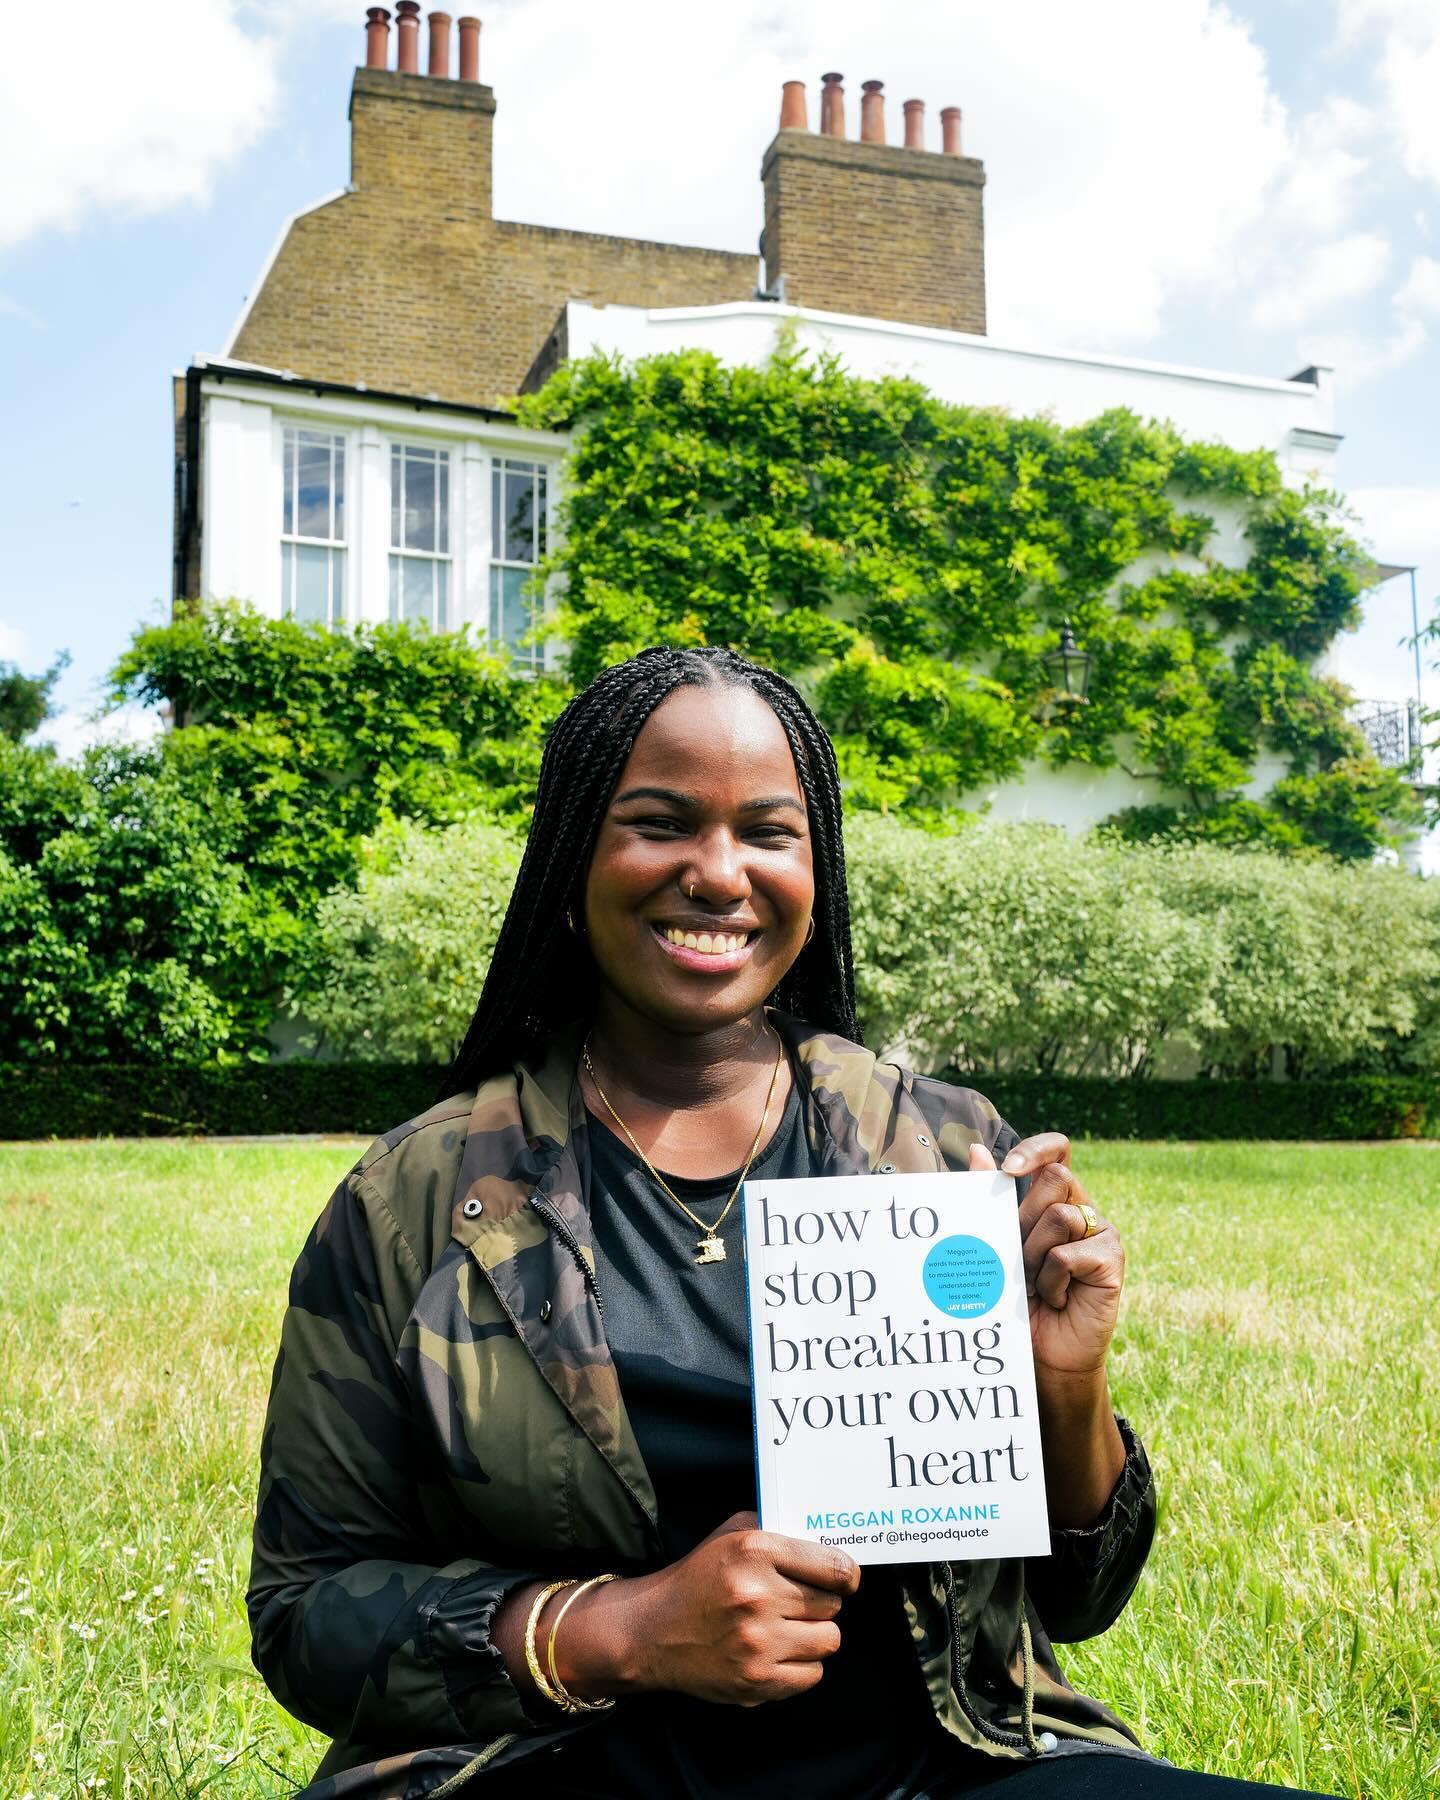 how to
stop
breaking
your own
heart
'Meggan's
words have the power
to make you feel seen,
understood, and
less alone.'
JAY SHETTY
MEGGAN ROXANNE
founder of @thegoodquote